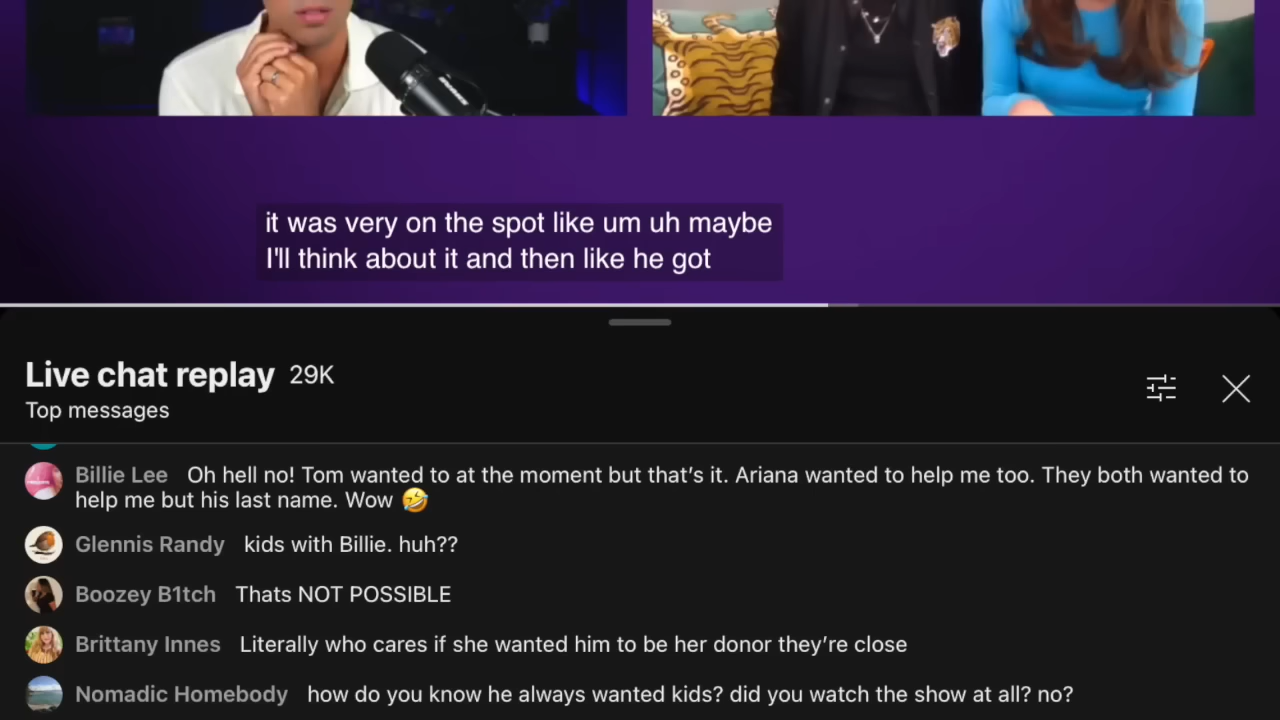 it was very on the spot like um uh maybe
I'll think about it and then like he got
Live chat replay 29K
Top messages
Billie Lee Oh hell no! Tom wanted to at the moment but that’s it. Ariana wanted to help me too. They both wanted to
help me but his last name. Wow 🤣
Glennis Randy kids with Billie. huh??
Boozey B1tch Thats NOT POSSIBLE
Brittany Innes Literally who cares if she wanted him to be her donor they’re close
Nomadic Homebody how do you know he always wanted kids? did you watch the show at all? no?